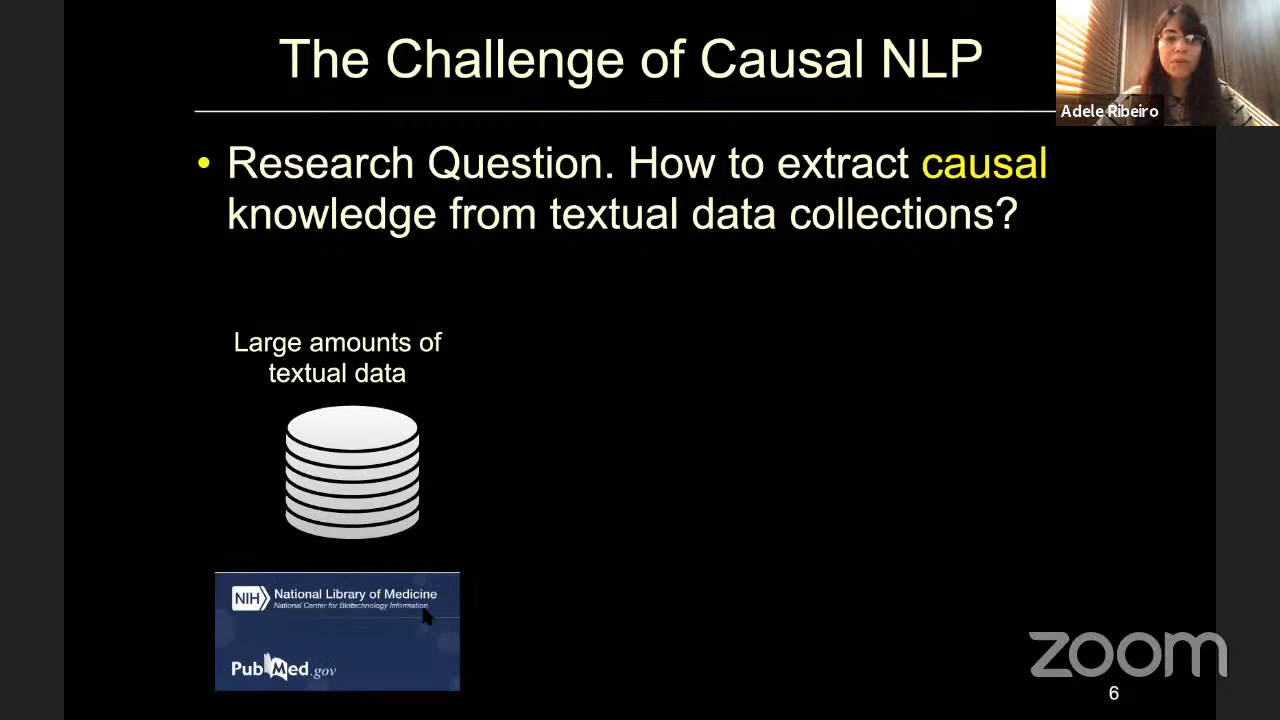 The Challenge of Causal NLP
Adele Ribeiro
• Research Question. How to extract causal
knowledge from textual data collections?
Large amounts of
textual data
NIH National Library of Medicine
National Center for Biotechnology Information
PubMed.gov
zoom
6